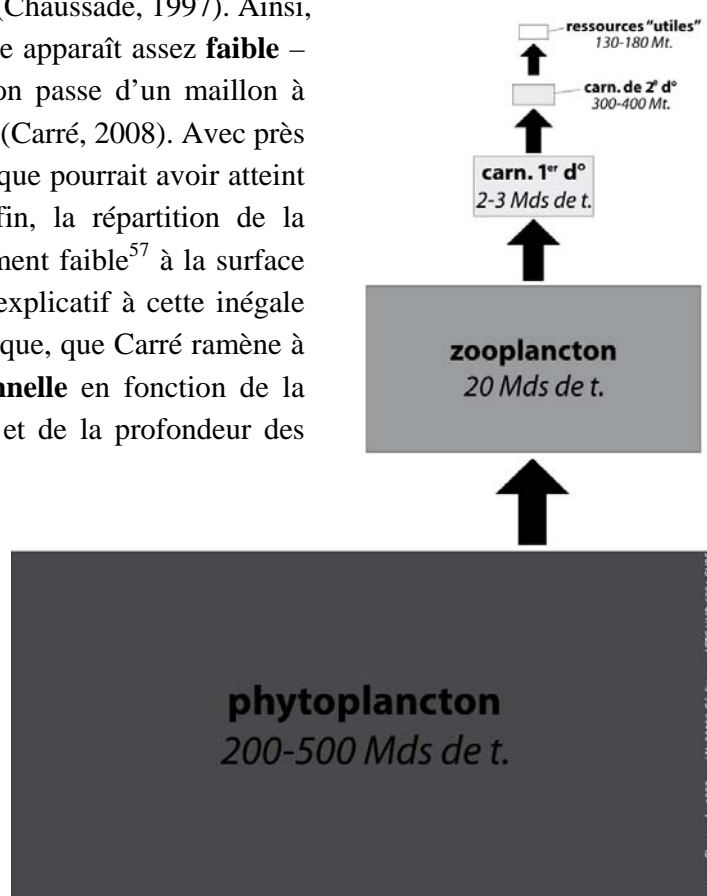 (Chaussade, 1997). Ainsi,
e apparaît assez faible –
on passe d’un maillon à
(Carré, 2008). Avec près
que pourrait avoir atteint
fin, la répartition de la
ment faible57 à la surface
explicatif à cette inégale
que, que Carré ramène à
nnelle en fonction de la
et de la profondeur des
ressources "utiles"
130-180 Mt.
carn. de 2e d°
300-400 Mt.
carn. 1er d°
2-3 Mds de t.
zooplancton
20 Mds de t.
phytoplancton
200-500 Mds de t.